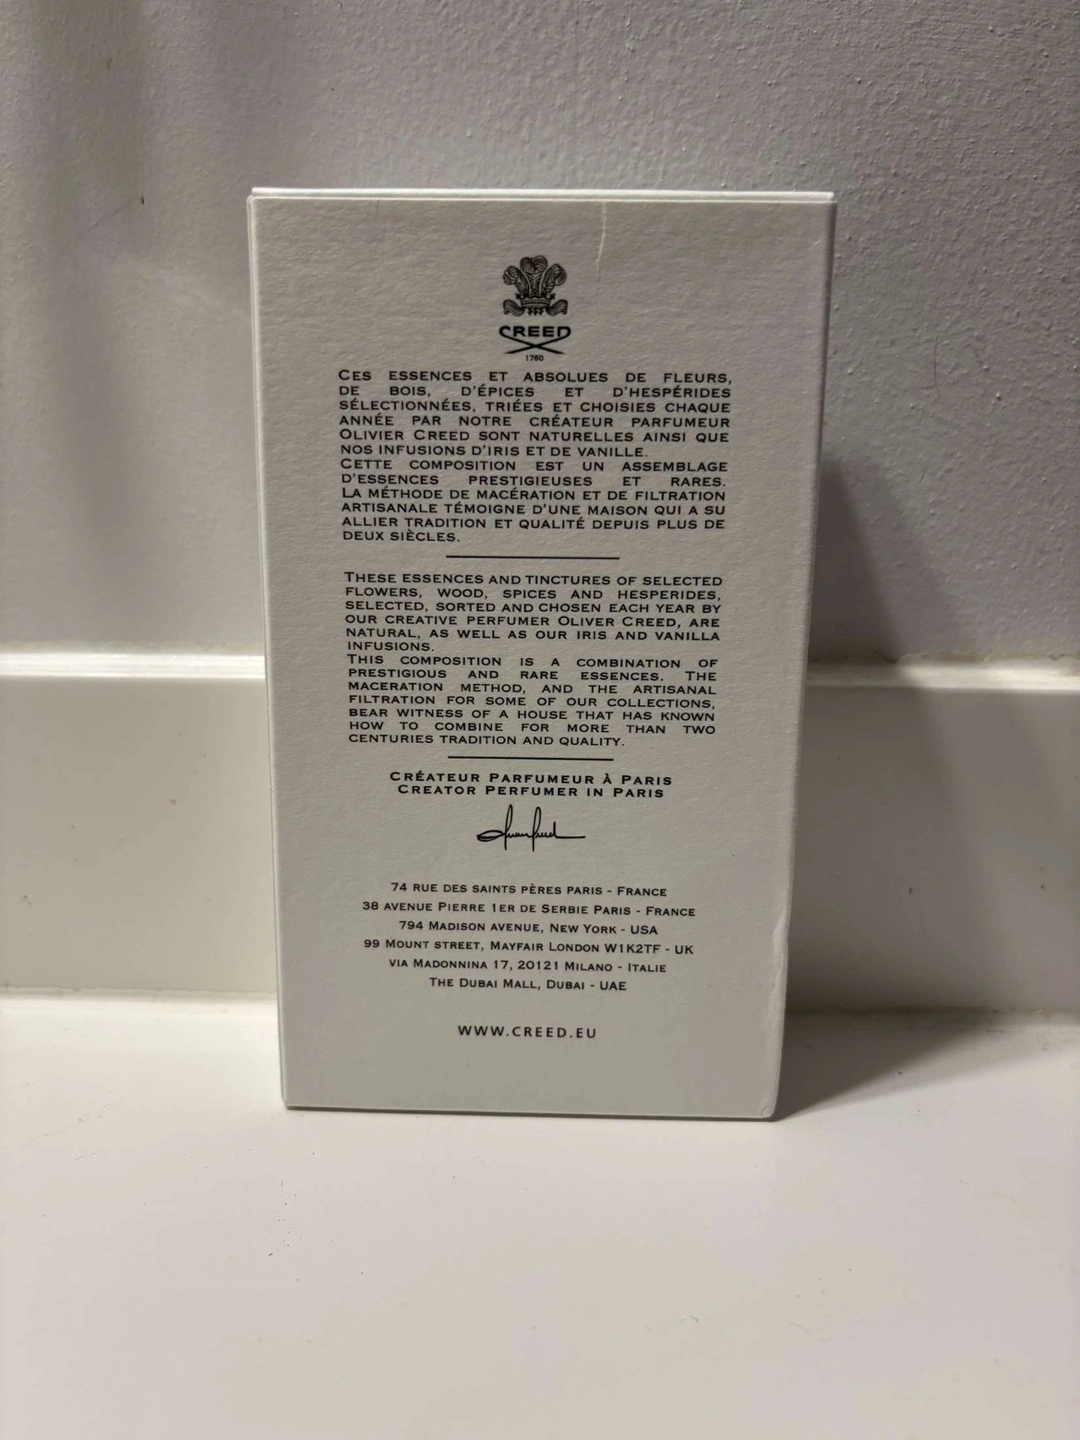 CREED
1760
CES ESSENCES ET ABSOLUES DE FLEURS,
DE BOIS, D'ÉPICES ET D'HESPÉRIDES
SÉLECTIONNÉES, TRIÉES ET CHOISIES CHAQUE
ANNÉE PAR NOTRE CRÉATEUR PARFUMEUR
OLIVIER CREED SONT NATURELLES AINSI QUE
NOS INFUSIONS D'IRIS ET DE VANILLE.
CETTE COMPOSITION EST UN ASSEMBLAGE
D'ESSENCES PRESTIGIEUSES ET RARES.
LA MÉTHODE DE MACÉRATION ET DE FILTRATION
ARTISANALE TÉMOIGNE D'UNE MAISON QUI A SU
ALLIER TRADITION ET QUALITÉ DEPUIS PLUS DE
DEUX SIÈCLES.
THESE ESSENCES AND TINCTURES OF SELECTED
FLOWERS, WOOD, SPICES AND HESPERIDES,
SELECTED, SORTED AND CHOSEN EACH YEAR BY
OUR CREATIVE PERFUMER OLIVER CREED, ARE
NATURAL, AS WELL AS OUR IRIS AND VANILLA
INFUSIONS.
THIS COMPOSITION IS A COMBINATION OF
PRESTIGIOUS AND RARE ESSENCES. THE
MACERATION METHOD, AND THE ARTISANAL
FILTRATION FOR SOME OF OUR COLLECTIONS,
BEAR WITNESS OF A HOUSE THAT HAS KNOWN
HOW TO COMBINE FOR MORE THAN TWO
CENTURIES TRADITION AND QUALITY.
CRÉATEUR PARFUMEUR À PARIS
CREATOR PERFUMER IN PARIS
74 RUE DES SAINTS PÈRES PARIS - FRANCE
38 AVENUE PIERRE 1ER DE SERBIE PARIS - FRANCE
794 MADISON AVENUE, NEW YORK - USA
99 MOUNT STREET, MAYFAIR LONDON W1K2TF - UK
VIA MADONNINA 17, 20121 MILANO - ITALIE
THE DUBAI MALL, DUBAI - UAE
WWW.CREED.EU